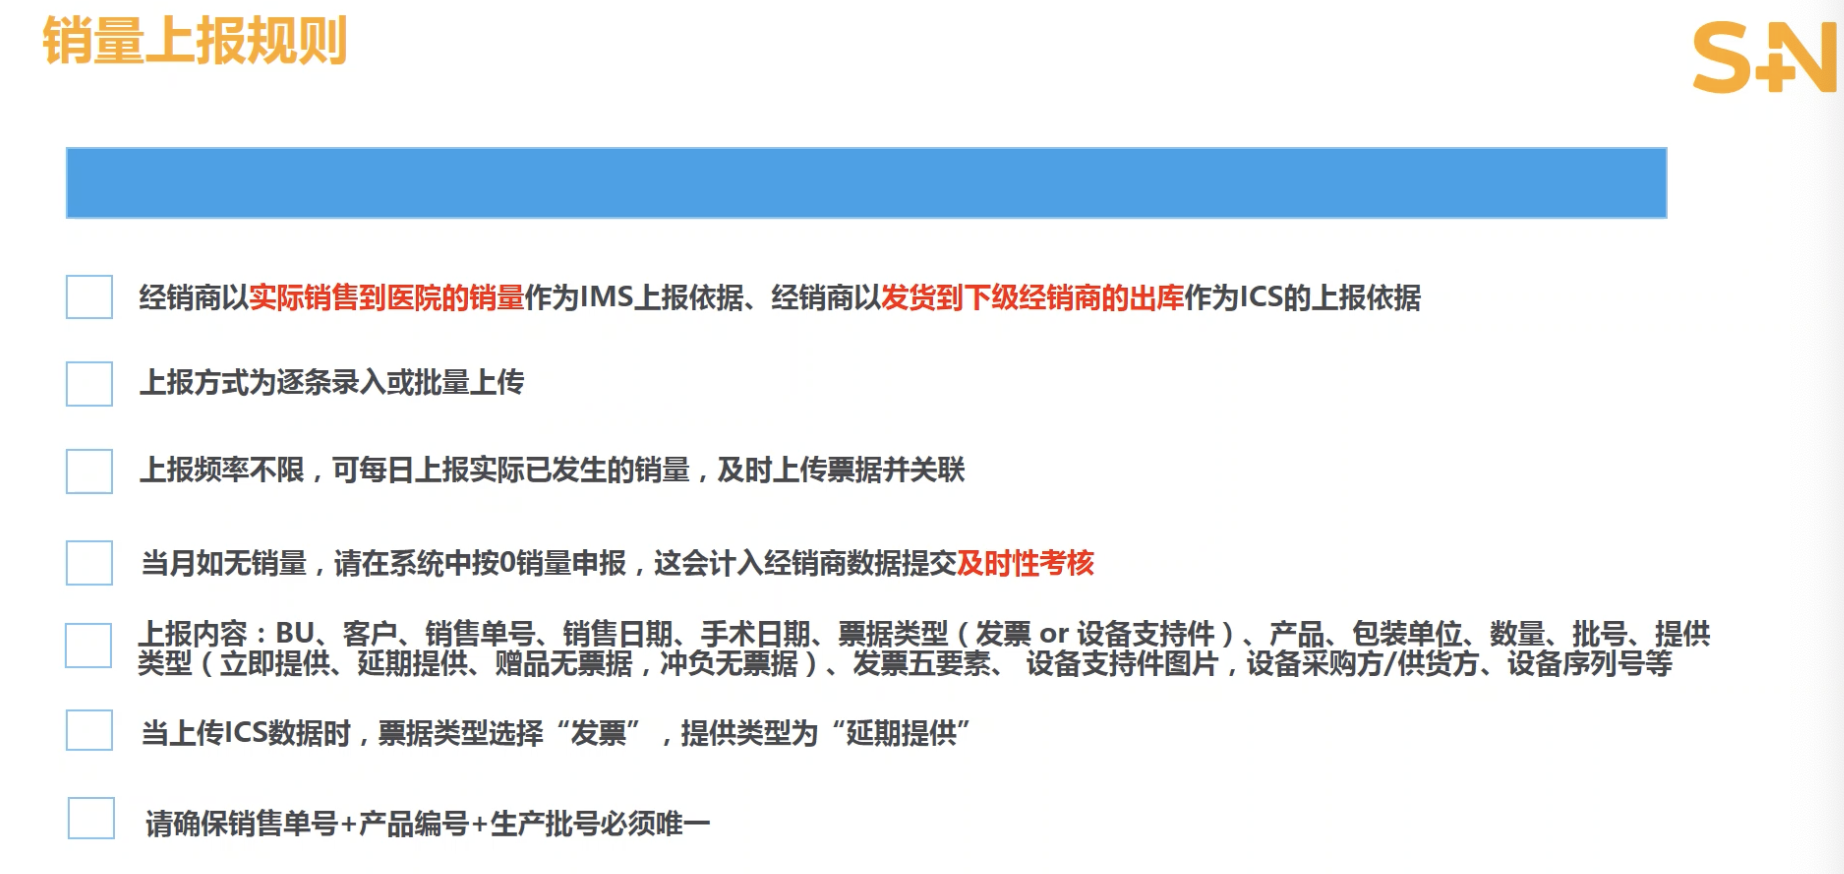 销量上报规则
S+N
经销商以实际销售到医院的销量作为IMS上报依据、经销商以发货到下级经销商的出库作为ICS的上报依据
上报方式为逐条录入或批量上传
上报频率不限，可每日上报实际已发生的销量，及时上传票据并关联
当月如无销量，请在系统中按0销量申报，这会计入经销商数据提交及时性考核
上报内容：BU、客户、销售单号、销售日期、手术日期、票据类型（发票 or 设备支持件）、产品、包装单位、数量、批号、提供
类型（立即提供、延期提供、赠品无票据，冲负无票据）、发票五要素、 设备支持件图片，设备采购方/供货方、设备序列号等
当上传ICS数据时，票据类型选择“发票”，提供类型为“延期提供”
请确保销售单号+产品编号+生产批号必须唯一